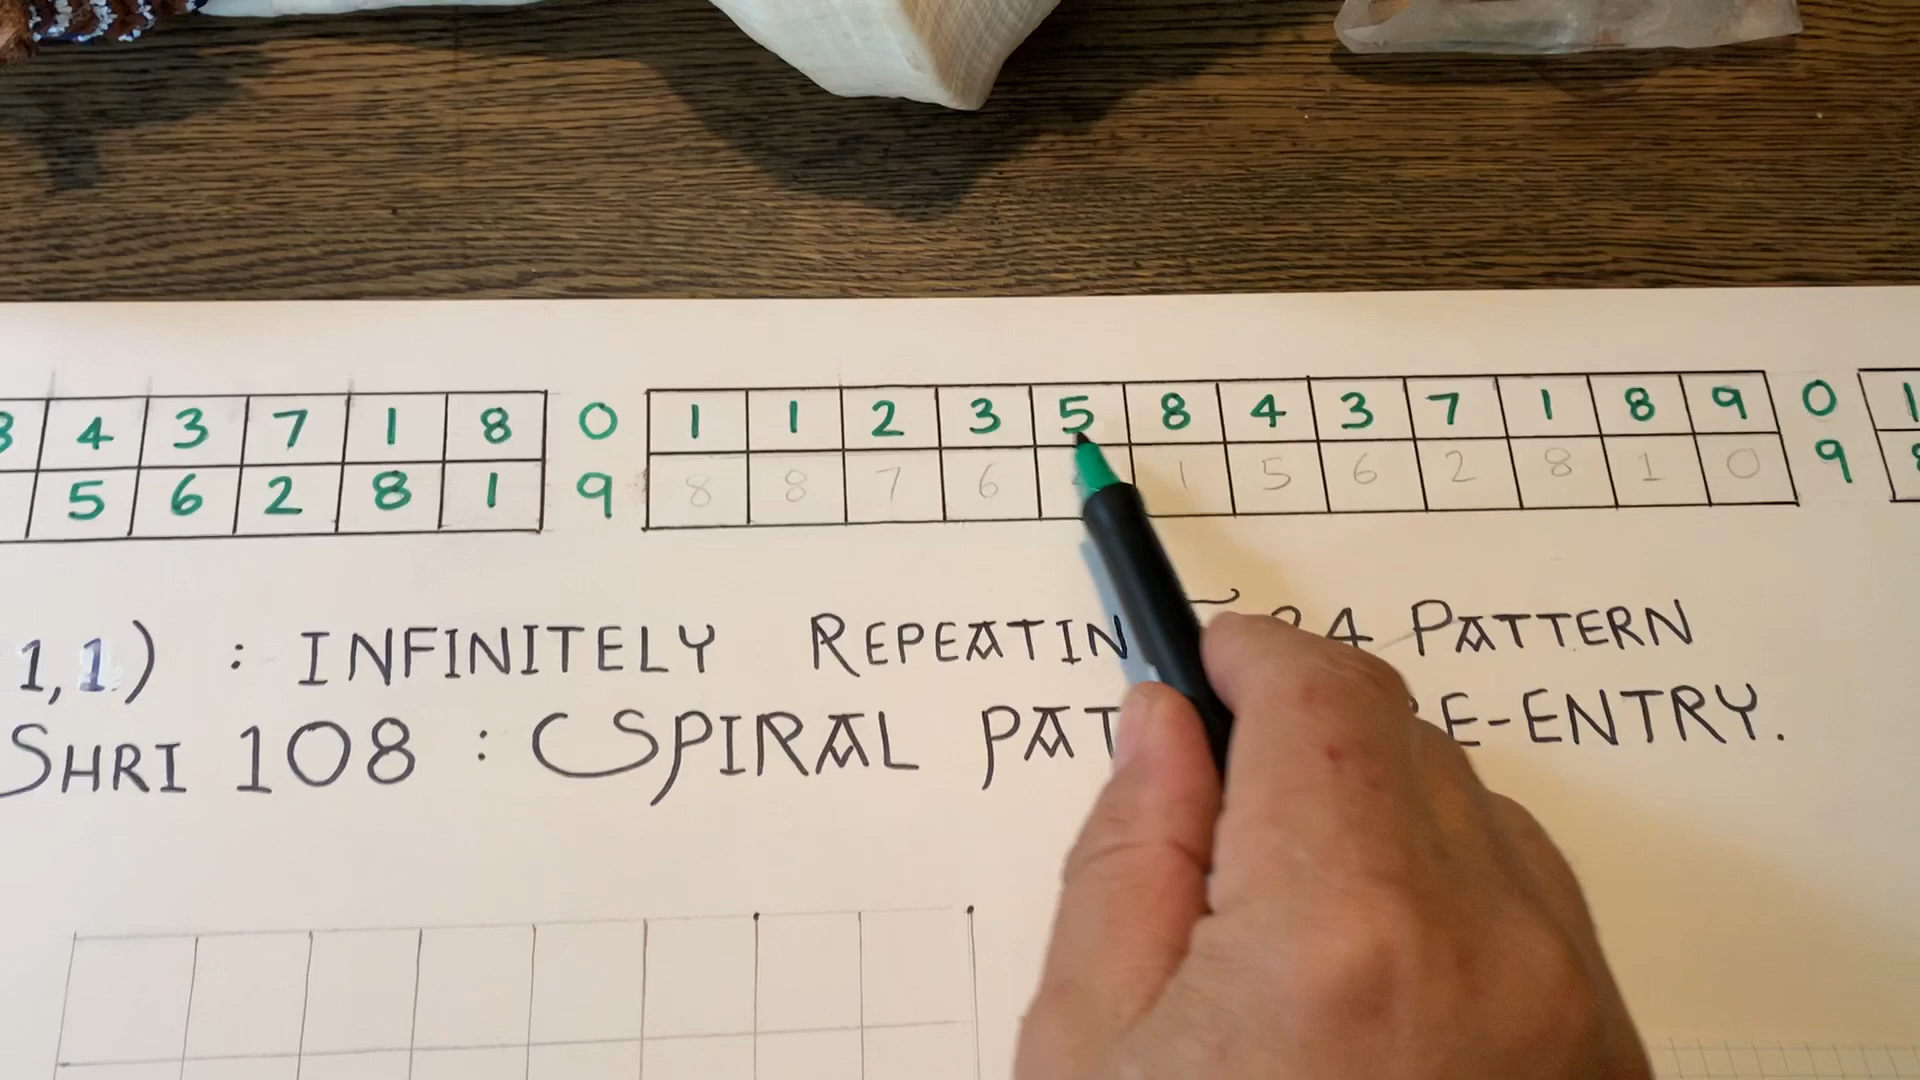 4 3 7 1 8 0 1 1 2 3 5 8 4 3 7 1 8 9 0 1
5 6 2 8 1 9 8 8 7 6 1 5 6 2 8 1 0 9
1,1) : INFINITELY REPEATIN 24 PATTERN
SHRI 108 : SPIRAL PAT E-ENTRY.